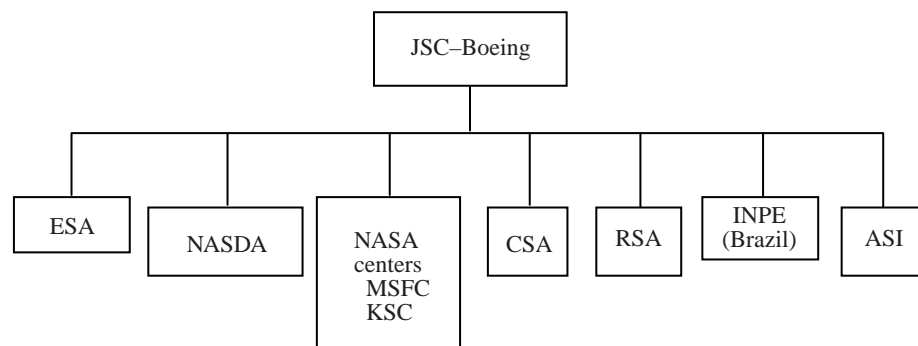 JSC–Boeing
ESA
NASDA
NASA
centers
MSFC
KSC
CSA
RSA
INPE
(Brazil)
ASI